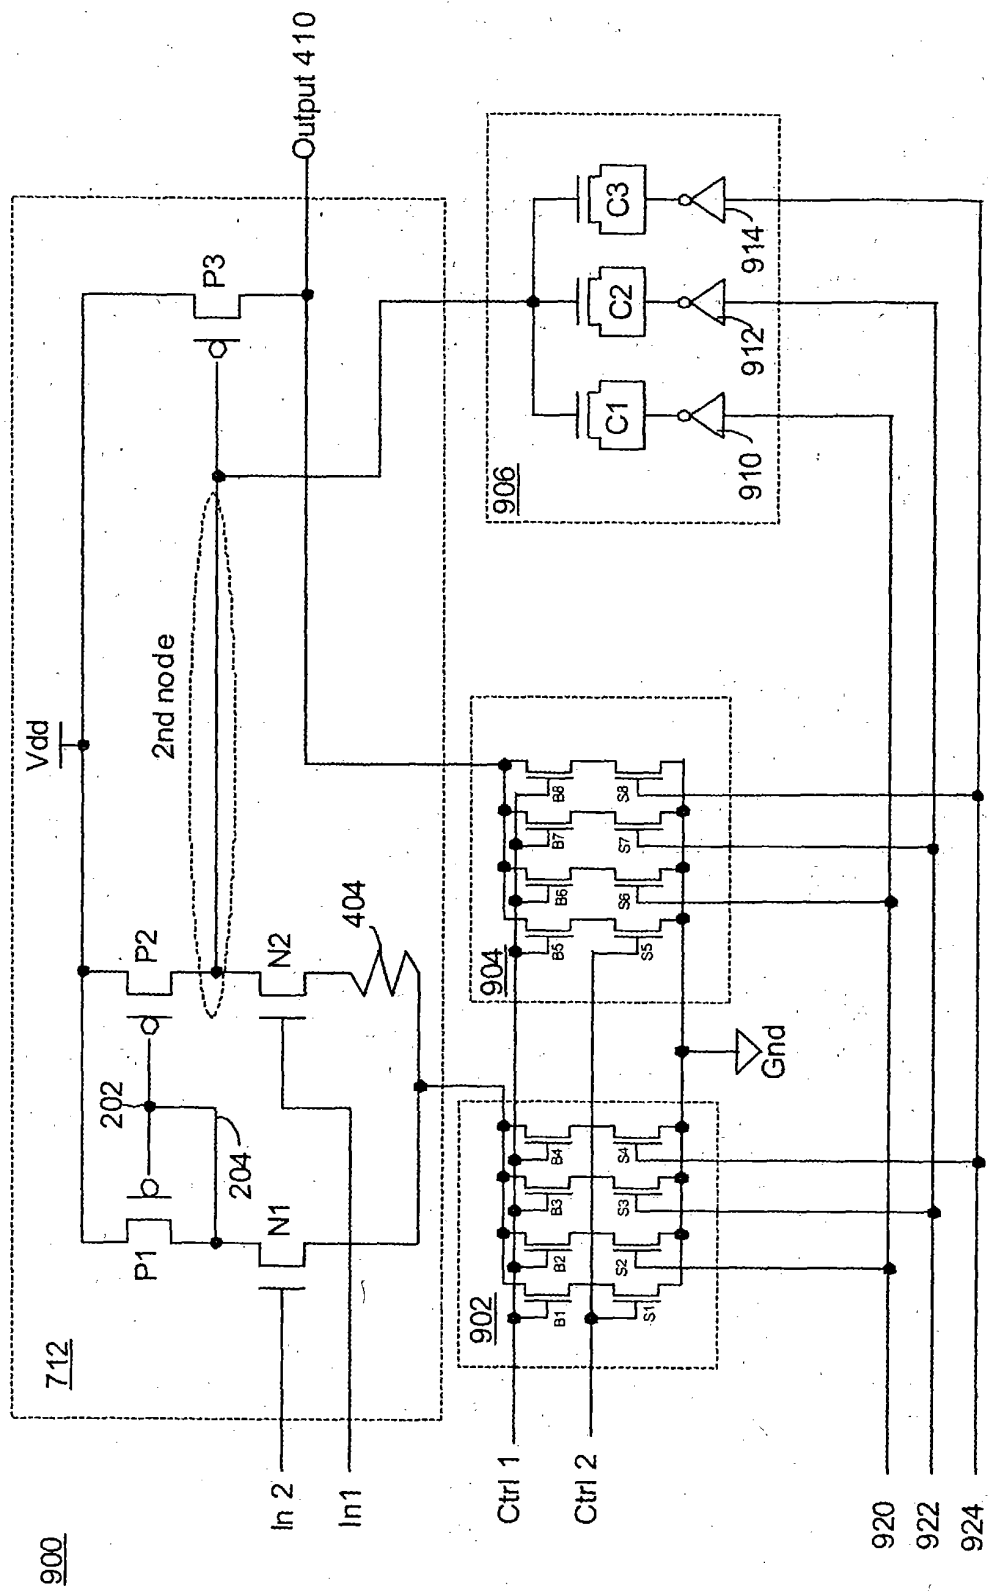 900
712
Vdd
Output 410
P1
202
P2
2nd node
P3
204
N1
N2
404
In 2
In1
902
904
906
Ctrl 1
B1
B2
B3
B4
B5
B6
B7
B8
Ctrl 2
S1
S2
S3
S4
S5
S6
S7
S8
Gnd
C1
C2
C3
910
912
914
920
922
924